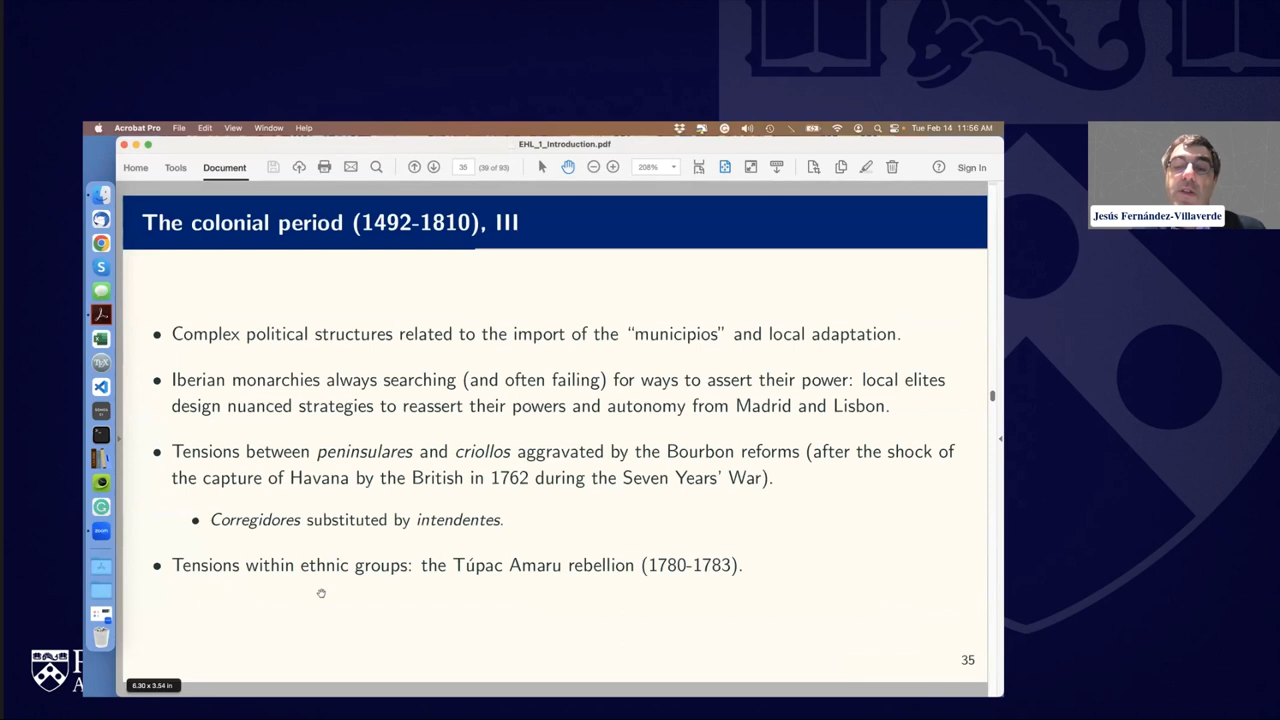 Acrobat Pro File Edit View Window Help Tue Feb 14 11:56 AM
EHL_1_Introduction.pdf
Home Tools Document 35 (39 of 93) 208% Sign In
The colonial period (1492-1810), III
• Complex political structures related to the import of the “municipios” and local adaptation.
• Iberian monarchies always searching (and often failing) for ways to assert their power: local elites
design nuanced strategies to reassert their powers and autonomy from Madrid and Lisbon.
• Tensions between peninsulares and criollos aggravated by the Bourbon reforms (after the shock of
the capture of Havana by the British in 1762 during the Seven Years’ War).
• Corregidores substituted by intendentes.
• Tensions within ethnic groups: the Túpac Amaru rebellion (1780-1783).
35
6.30 x 3.54 in
Jesús Fernández-Villaverde